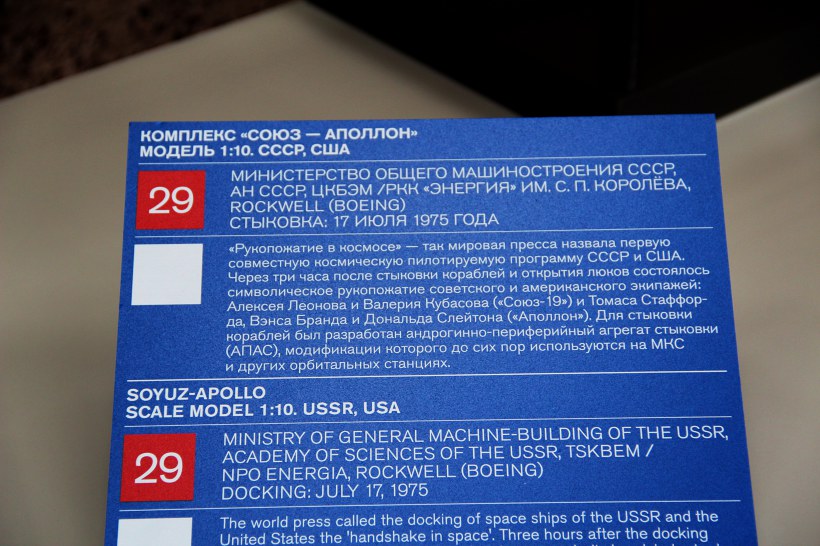 КОМПЛЕКС «СОЮЗ — АПОЛЛОН»
МОДЕЛЬ 1:10. СССР, США
29
МИНИСТЕРСТВО ОБЩЕГО МАШИНОСТРОЕНИЯ СССР,
АН СССР, ЦКБЭМ /РКК «ЭНЕРГИЯ» ИМ. С. П. КОРОЛЁВА,
ROCKWELL (BOEING)
СТЫКОВКА: 17 ИЮЛЯ 1975 ГОДА
«Рукопожатие в космосе» — так мировая пресса назвала первую
совместную космическую пилотируемую программу СССР и США.
Через три часа после стыковки кораблей и открытия люков состоялось
символическое рукопожатие советского и американского экипажей:
Алексея Леонова и Валерия Кубасова («Союз-19») и Томаса Стаффор-
да, Вэнса Бранда и Дональда Слейтона («Аполлон»). Для стыковки
кораблей был разработан андрогинно-периферийный агрегат стыковки
(АПАС), модификации которого до сих пор используются на МКС
и других орбитальных станциях.
SOYUZ-APOLLO
SCALE MODEL 1:10. USSR, USA
29
MINISTRY OF GENERAL MACHINE-BUILDING OF THE USSR,
ACADEMY OF SCIENCES OF THE USSR, TSKBEM /
NPO ENERGIA, ROCKWELL (BOEING)
DOCKING: JULY 17, 1975
The world press called the docking of space ships of the USSR and the
United States the 'handshake in space'. Three hours after the docking